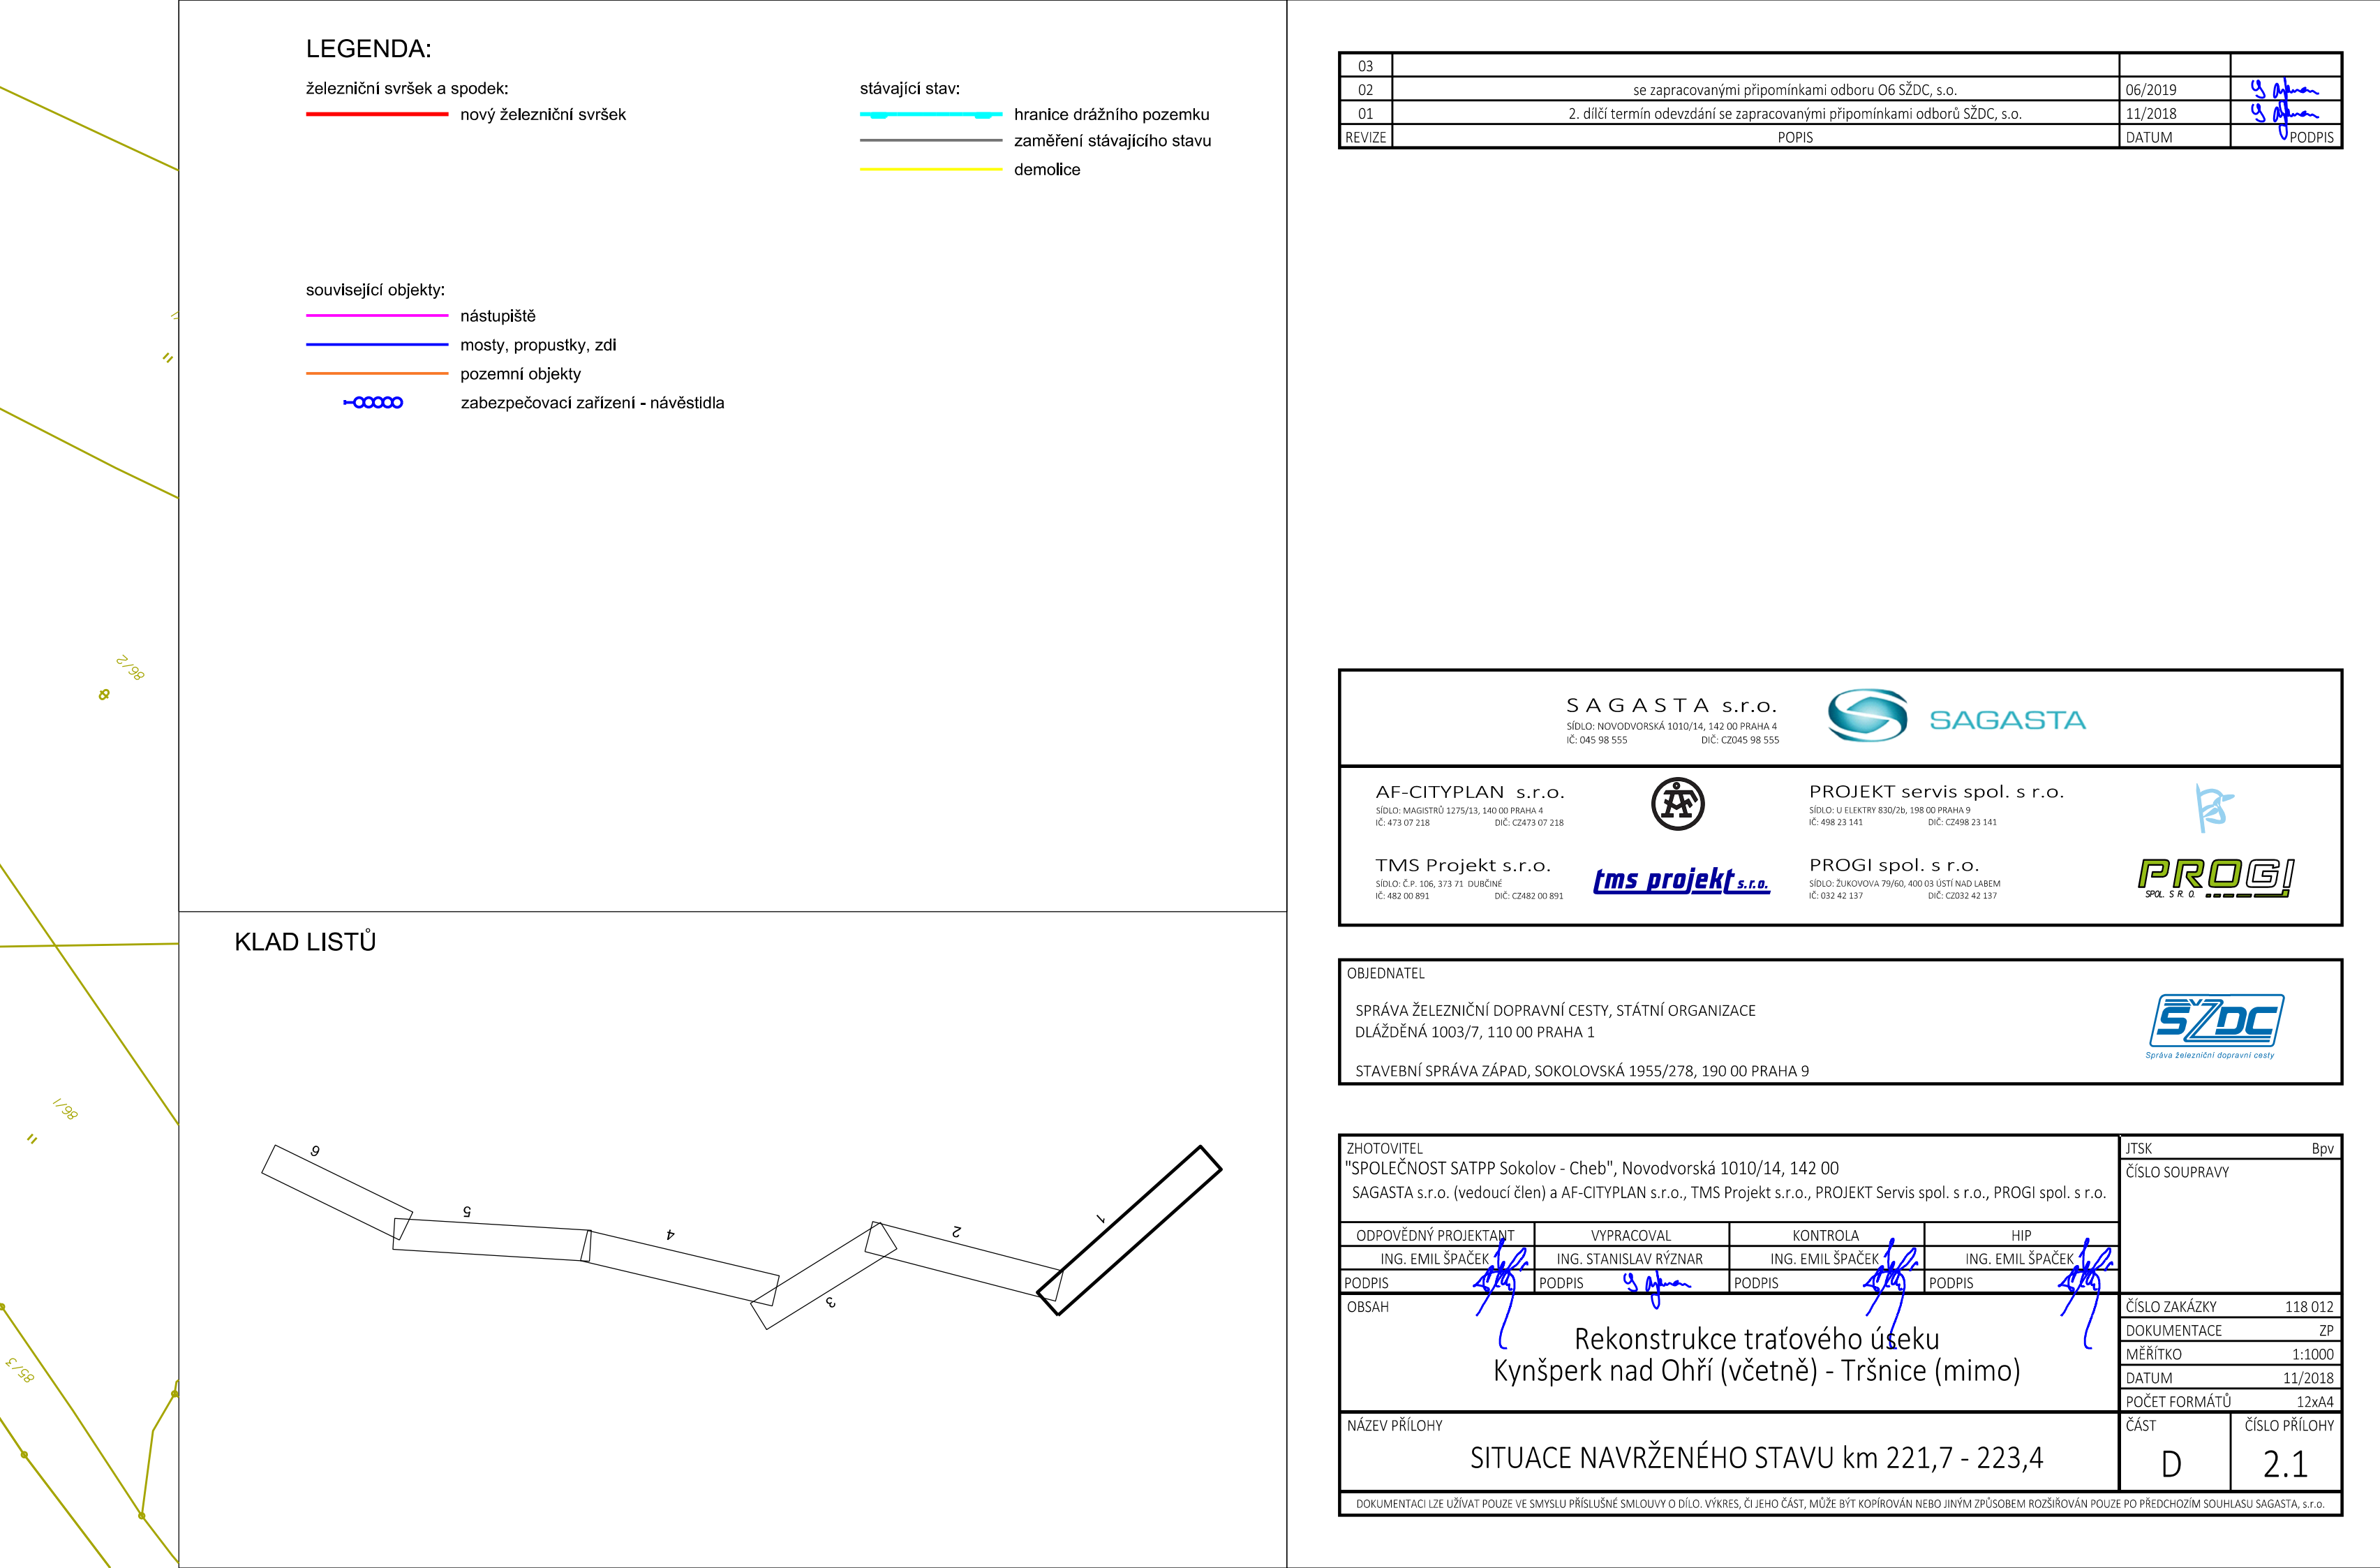 LEGENDA:
železniční svršek a spodek:
nový železniční svršek
stávající stav:
hranice drážního pozemku
zaměření stávajícího stavu
demolice
související objekty:
nástupiště
mosty, propustky, zdi
pozemní objekty
zabezpečovací zařízení - návěstidla
86/2
86/1
85/3
KLAD LISTŮ
6
5
4
3
2
1
03
02 se zapracovanými připomínkami odboru O6 SŽDC, s.o. 06/2019
01 2. dílčí termín odevzdání se zapracovanými připomínkami odborů SŽDC, s.o. 11/2018
REVIZE POPIS DATUM PODPIS
SAGASTA s.r.o.
SÍDLO: NOVODVORSKÁ 1010/14, 142 00 PRAHA 4
IČ: 045 98 555 DIČ: CZ045 98 555
SAGASTA
AF-CITYPLAN s.r.o.
SÍDLO: MAGISTRŮ 1275/13, 140 00 PRAHA 4
IČ: 473 07 218 DIČ: CZ473 07 218
ÅF
PROJEKT servis spol. s r.o.
SÍDLO: U ELEKTRY 830/2b, 198 00 PRAHA 9
IČ: 498 23 141 DIČ: CZ498 23 141
TMS Projekt s.r.o.
SÍDLO: Č.P. 106, 373 71 DUBČINÉ
IČ: 482 00 891 DIČ: CZ482 00 891
tms projekt s.r.o.
PROGI spol. s r.o.
SÍDLO: ŽUKOVOVA 79/60, 400 03 ÚSTÍ NAD LABEM
IČ: 032 42 137 DIČ: CZ032 42 137
PROGI
SPOL. S R. O.
OBJEDNATEL
SPRÁVA ŽELEZNIČNÍ DOPRAVNÍ CESTY, STÁTNÍ ORGANIZACE
DLÁŽDĚNÁ 1003/7, 110 00 PRAHA 1
STAVEBNÍ SPRÁVA ZÁPAD, SOKOLOVSKÁ 1955/278, 190 00 PRAHA 9
SŽDC
Správa železniční dopravní cesty
ZHOTOVITEL
"SPOLEČNOST SATPP Sokolov - Cheb", Novodvorská 1010/14, 142 00
SAGASTA s.r.o. (vedoucí člen) a AF-CITYPLAN s.r.o., TMS Projekt s.r.o., PROJEKT Servis spol. s r.o., PROGI spol. s r.o.
JTSK Bpv
ČÍSLO SOUPRAVY
ODPOVĚDNÝ PROJEKTANT VYPRACOVAL KONTROLA HIP
ING. EMIL ŠPAČEK ING. STANISLAV RÝZNAR ING. EMIL ŠPAČEK ING. EMIL ŠPAČEK
PODPIS PODPIS PODPIS PODPIS
OBSAH
Rekonstrukce traťového úseku
Kynšperk nad Ohří (včetně) - Tršnice (mimo)
ČÍSLO ZAKÁZKY 118 012
DOKUMENTACE ZP
MĚŘÍTKO 1:1000
DATUM 11/2018
POČET FORMÁTŮ 12xA4
NÁZEV PŘÍLOHY
SITUACE NAVRŽENÉHO STAVU km 221,7 - 223,4
ČÁST
D
ČÍSLO PŘÍLOHY
2.1
DOKUMENTACI LZE UŽÍVAT POUZE VE SMYSLU PŘÍSLUŠNÉ SMLOUVY O DÍLO. VÝKRES, ČI JEHO ČÁST, MŮŽE BÝT KOPÍROVÁN NEBO JINÝM ZPŮSOBEM ROZŠIŘOVÁN POUZE PO PŘEDCHOZÍM SOUHLASU SAGASTA, s.r.o.